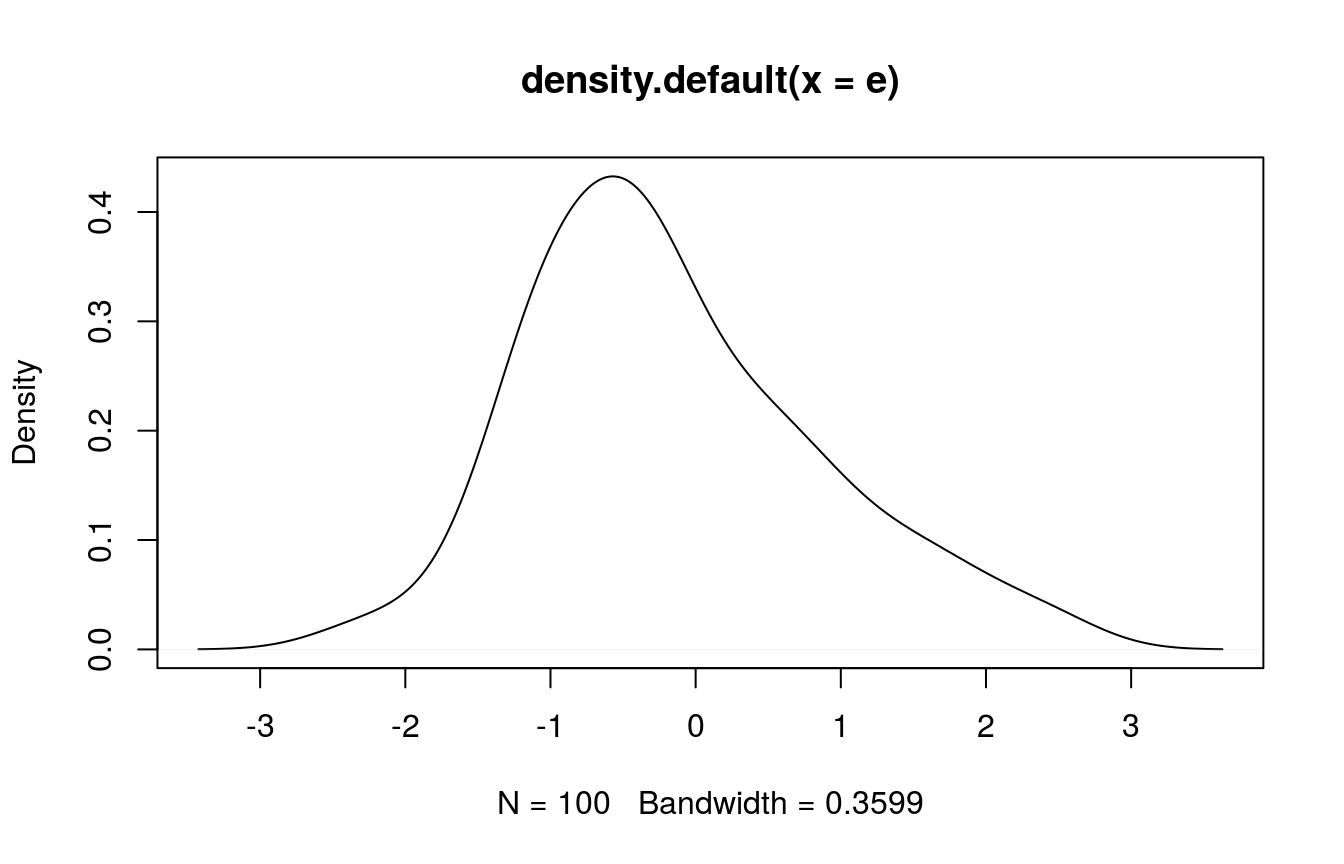 density.default(x = e)
Density
0.0 0.1 0.2 0.3 0.4
-3 -2 -1 0 1 2 3
N = 100 Bandwidth = 0.3599